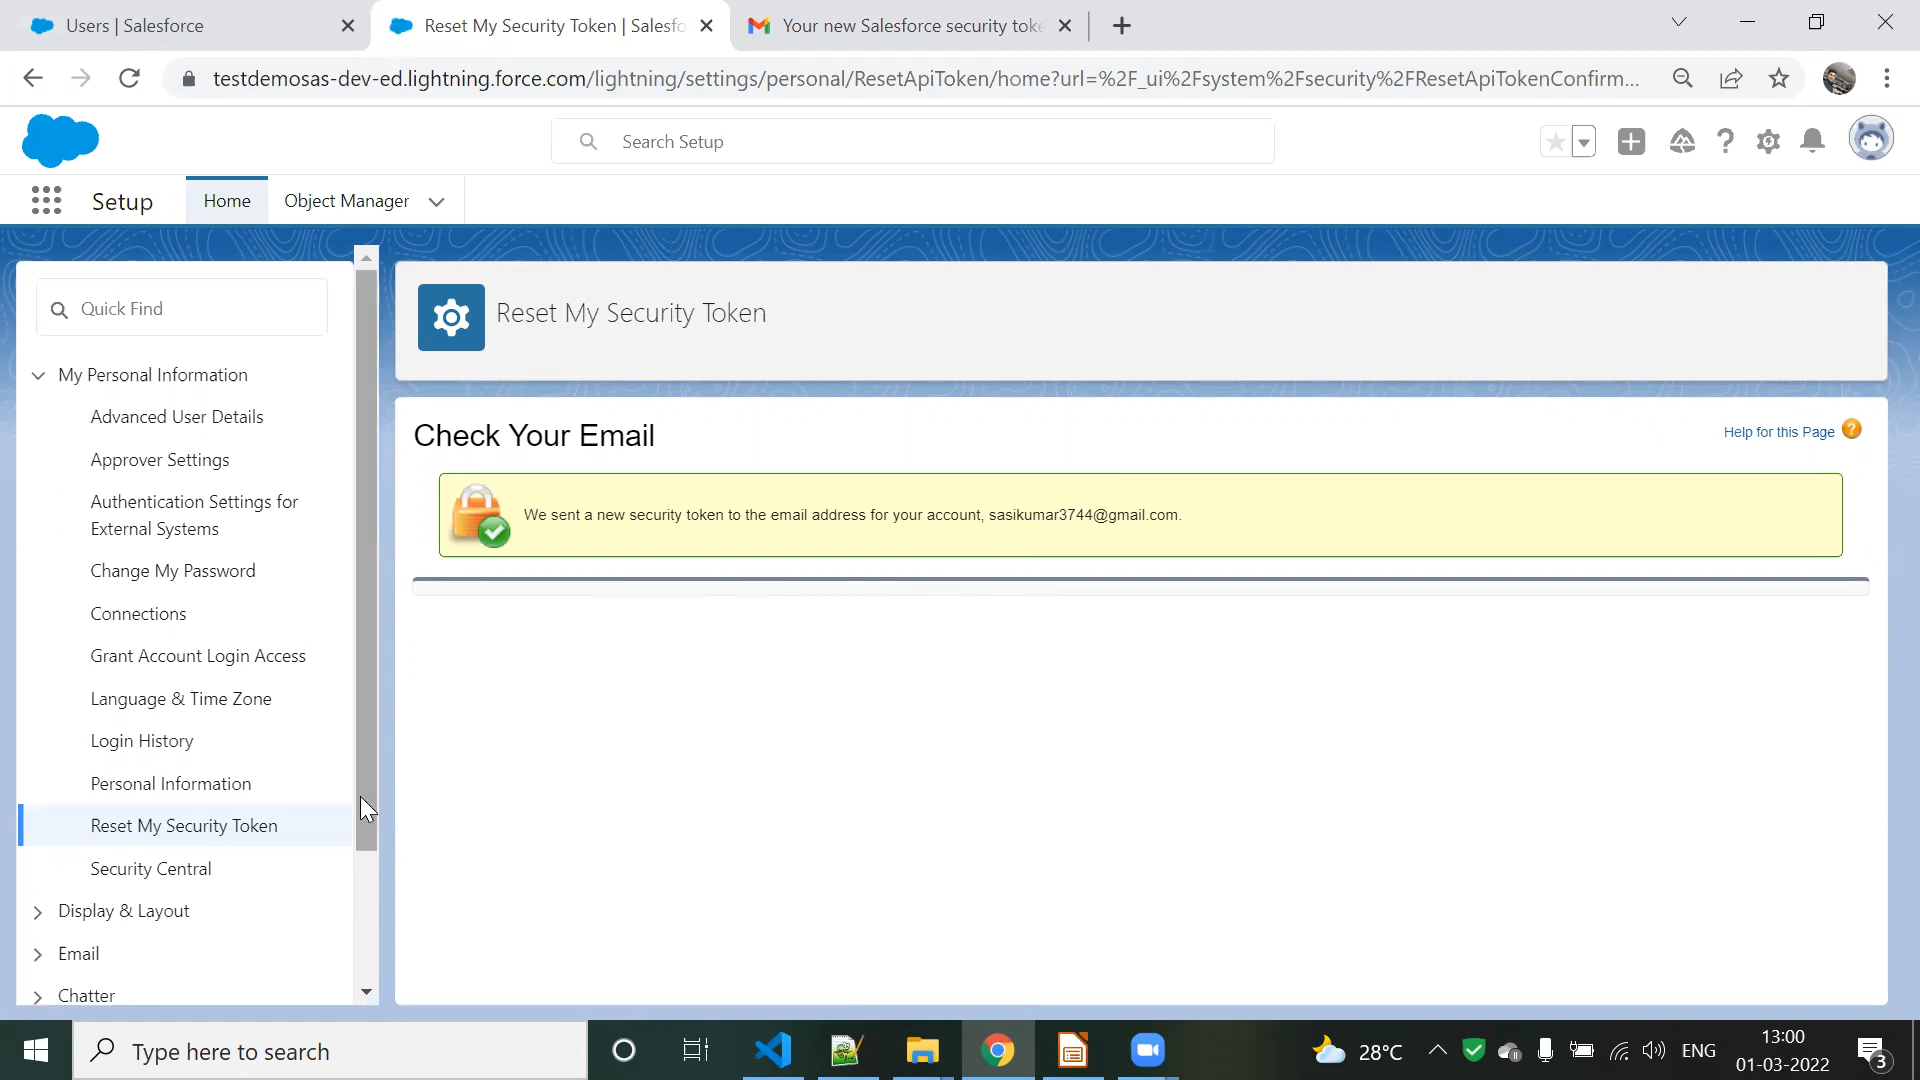 Users | Salesforce
Reset My Security Token | Salesfo
Your new Salesforce security toke
testdemosas-dev-ed.lightning.force.com/lightning/settings/personal/ResetApiToken/home?url=%2F_ui%2Fsystem%2Fsecurity%2FResetApiTokenConfirm...
Search Setup
Setup
Home
Object Manager
Quick Find
My Personal Information
Advanced User Details
Approver Settings
Authentication Settings for
External Systems
Change My Password
Connections
Grant Account Login Access
Language & Time Zone
Login History
Personal Information
Reset My Security Token
Security Central
Display & Layout
Email
Chatter
Reset My Security Token
Check Your Email
Help for this Page
We sent a new security token to the email address for your account, sasikumar3744@gmail.com.
Type here to search
28°C
ENG
13:00
01-03-2022
3